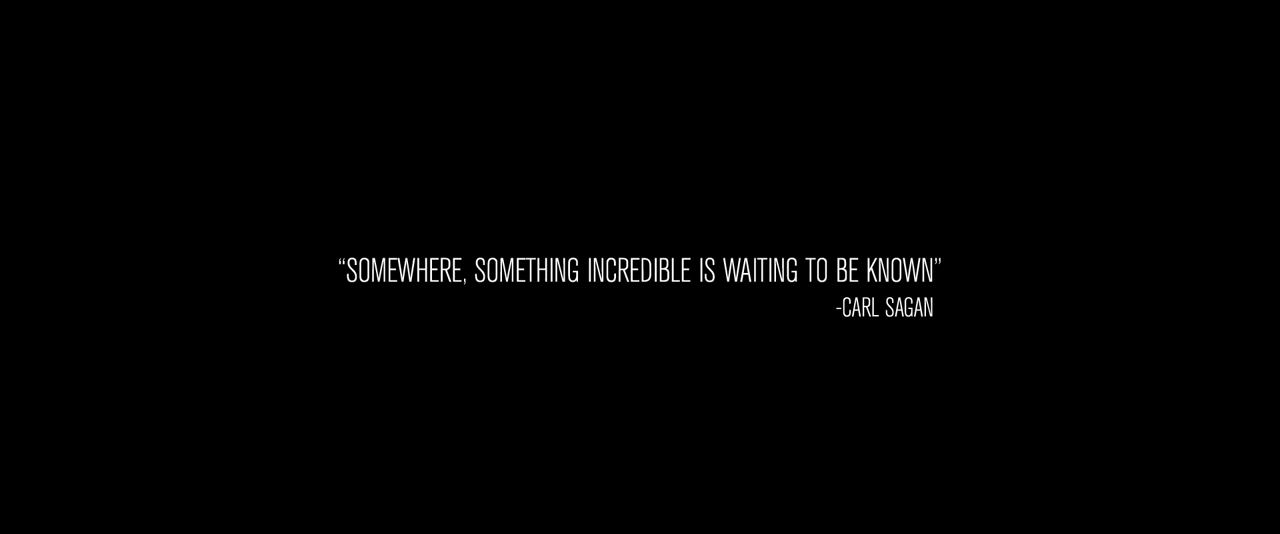 “SOMEWHERE, SOMETHING INCREDIBLE IS WAITING TO BE KNOWN”
-CARL SAGAN